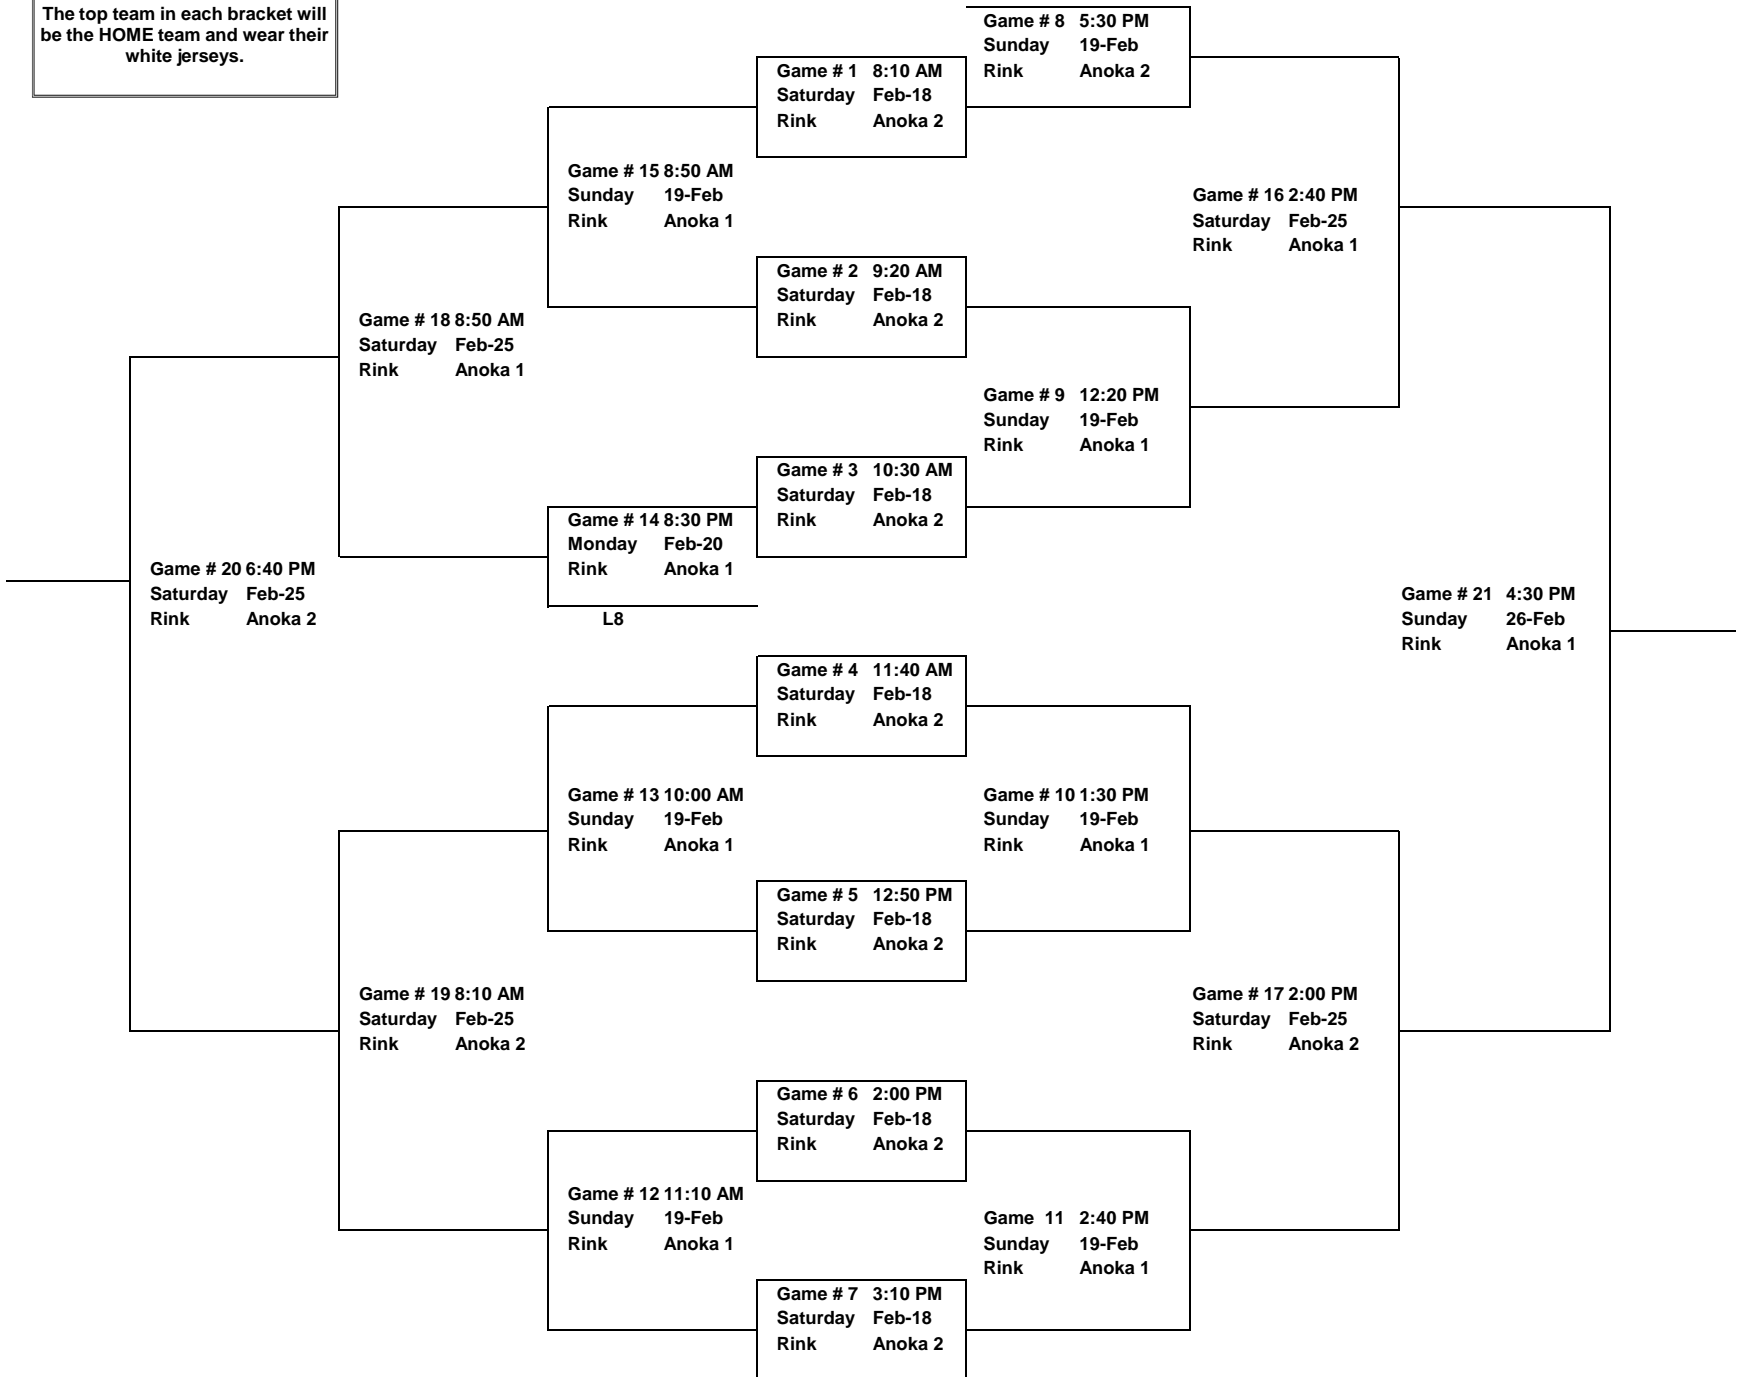 The top team in each bracket will
be the HOME team and wear their
white jerseys.
Game # 8 5:30 PM
Sunday 19-Feb
Rink Anoka 2
Game # 1 8:10 AM
Saturday Feb-18
Rink Anoka 2
Game # 15 8:50 AM
Sunday 19-Feb
Rink Anoka 1
Game # 16 2:40 PM
Saturday Feb-25
Rink Anoka 1
Game # 2 9:20 AM
Saturday Feb-18
Rink Anoka 2
Game # 18 8:50 AM
Saturday Feb-25
Rink Anoka 1
Game # 9 12:20 PM
Sunday 19-Feb
Rink Anoka 1
Game # 3 10:30 AM
Saturday Feb-18
Rink Anoka 2
Game # 14 8:30 PM
Monday Feb-20
Rink Anoka 1
L8
Game # 20 6:40 PM
Saturday Feb-25
Rink Anoka 2
Game # 21 4:30 PM
Sunday 26-Feb
Rink Anoka 1
Game # 4 11:40 AM
Saturday Feb-18
Rink Anoka 2
Game # 13 10:00 AM
Sunday 19-Feb
Rink Anoka 1
Game # 10 1:30 PM
Sunday 19-Feb
Rink Anoka 1
Game # 5 12:50 PM
Saturday Feb-18
Rink Anoka 2
Game # 19 8:10 AM
Saturday Feb-25
Rink Anoka 2
Game # 17 2:00 PM
Saturday Feb-25
Rink Anoka 2
Game # 6 2:00 PM
Saturday Feb-18
Rink Anoka 2
Game # 12 11:10 AM
Sunday 19-Feb
Rink Anoka 1
Game 11 2:40 PM
Sunday 19-Feb
Rink Anoka 1
Game # 7 3:10 PM
Saturday Feb-18
Rink Anoka 2